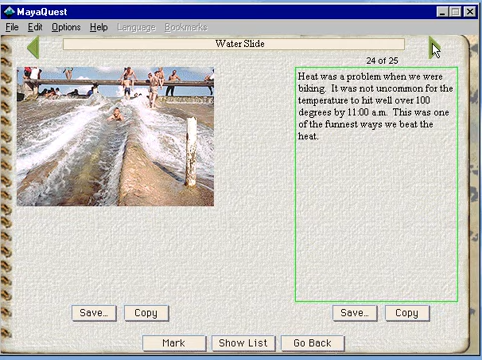 MayaQuest
File Edit Options Help Language Bookmarks
Water Slide
24 of 25
Heat was a problem when we were
biking. It was not uncommon for the
temperature to hit well over 100
degrees by 11:00 a.m. This was one
of the funnest ways we beat the
heat.
Save... Copy Save... Copy
Mark Show List Go Back